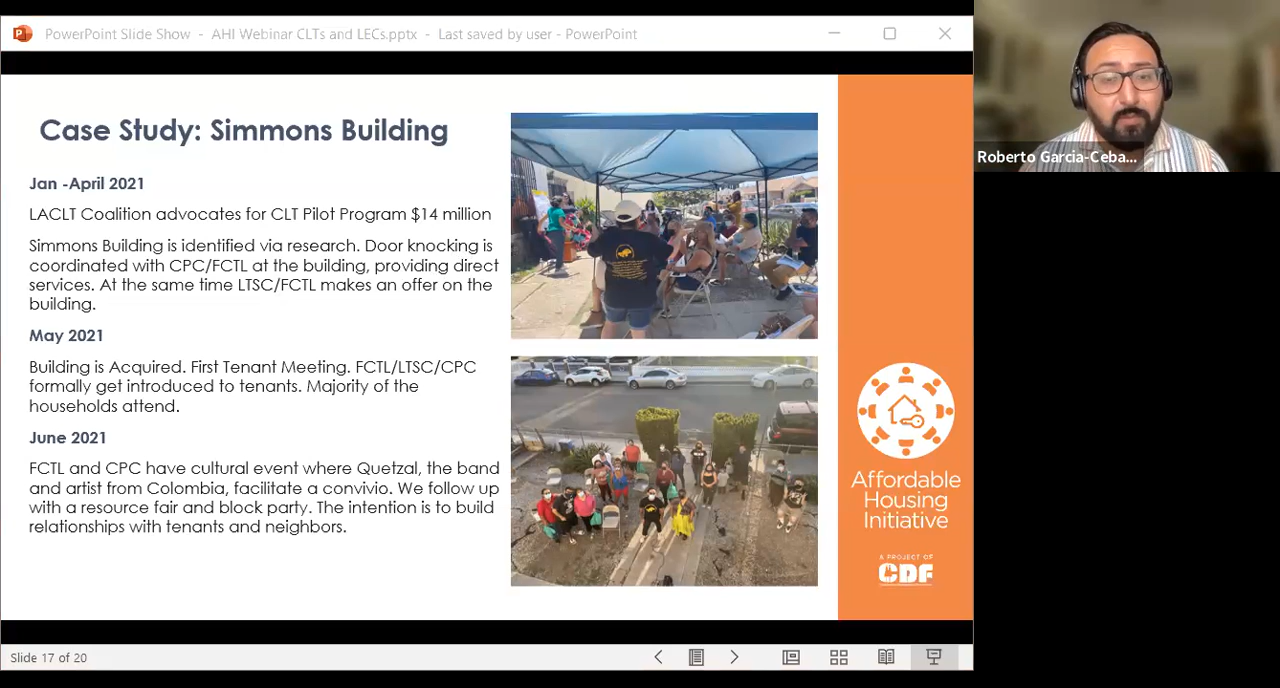 PowerPoint Slide Show - AHI Webinar CLTs and LECs.pptx - Last saved by user - PowerPoint
Roberto Garcia-Ceba...
Case Study: Simmons Building
Jan -April 2021
LACLT Coalition advocates for CLT Pilot Program $14 million
Simmons Building is identified via research. Door knocking is
coordinated with CPC/FCTL at the building, providing direct
services. At the same time LTSC/FCTL makes an offer on the
building.
May 2021
Building is Acquired. First Tenant Meeting. FCTL/LTSC/CPC
formally get introduced to tenants. Majority of the
households attend.
June 2021
FCTL and CPC have cultural event where Quetzal, the band
and artist from Colombia, facilitate a convivio. We follow up
with a resource fair and block party. The intention is to build
relationships with tenants and neighbors.
Affordable
Housing
Initiative
A PROJECT OF
CDF
Slide 17 of 20